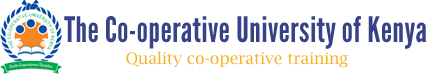 The Co-operative University of Kenya
Quality co-operative training